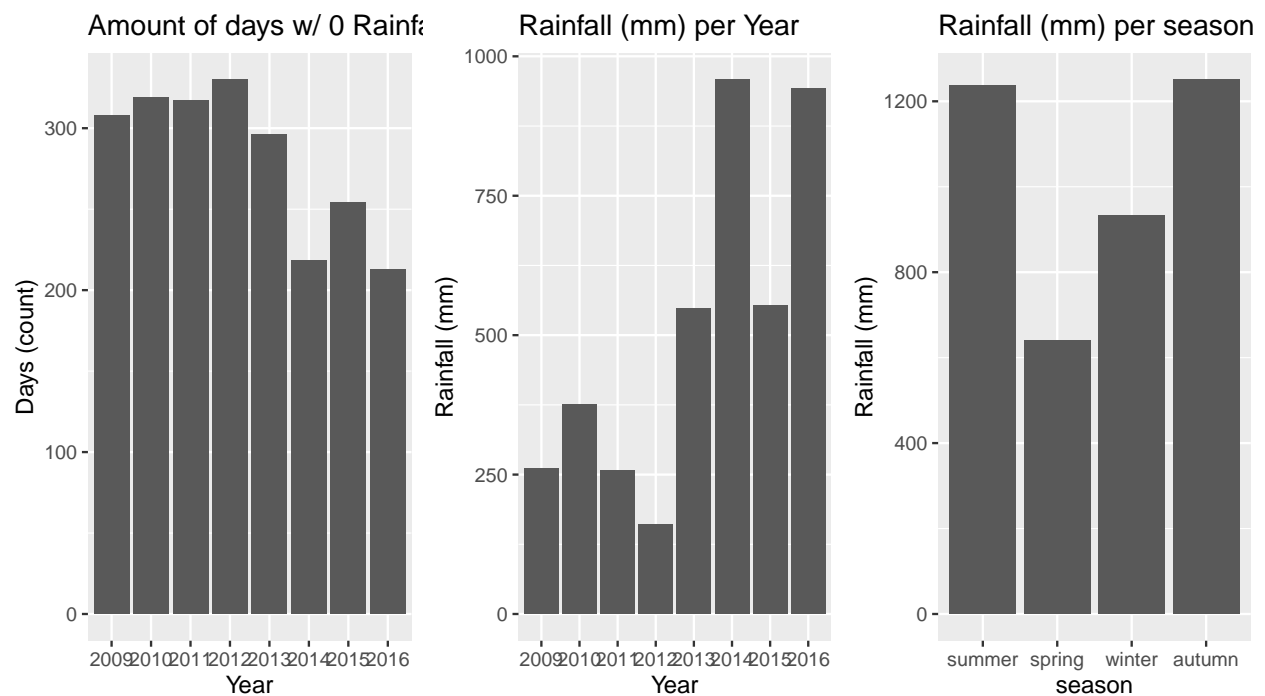 Amount of days w/ 0 Rainfa
Days (count)
300
200
100
0
2009 2010 2011 2012 2013 2014 2015 2016
Year
Rainfall (mm) per Year
Rainfall (mm)
1000
750
500
250
0
2009 2010 2011 2012 2013 2014 2015 2016
Year
Rainfall (mm) per season
Rainfall (mm)
1200
800
400
0
summer spring winter autumn
season